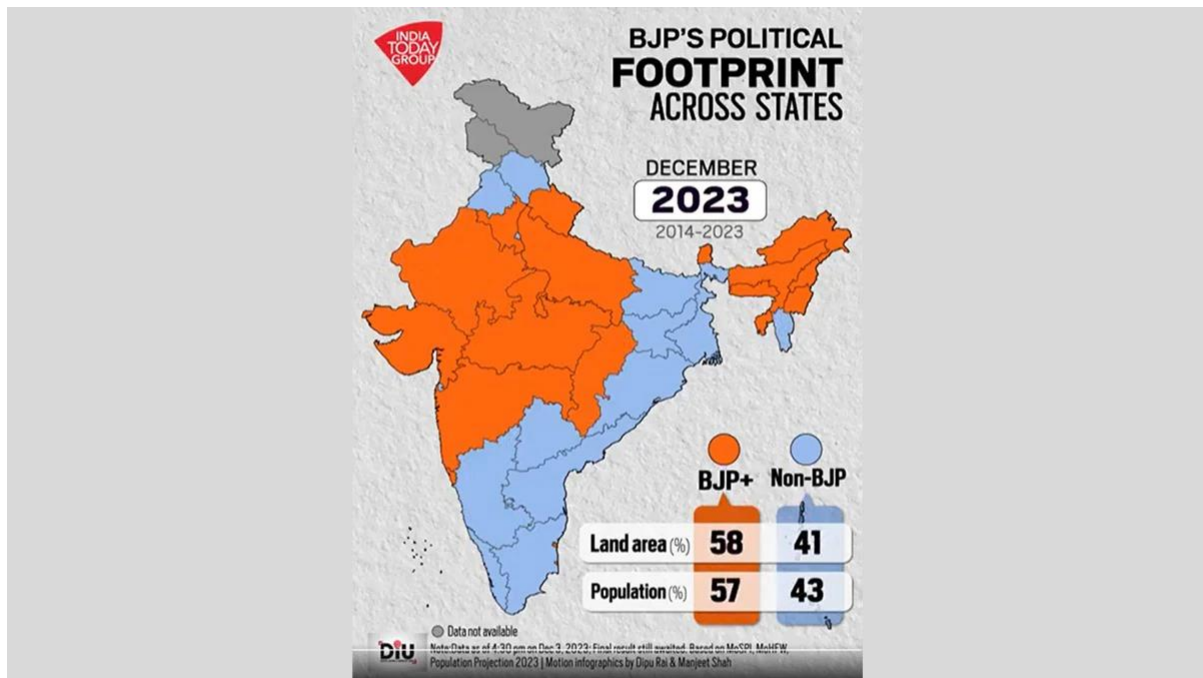 INDIA
TODAY
GROUP
BJP'S POLITICAL
FOOTPRINT
ACROSS STATES
DECEMBER
2023
2014-2023
BJP+ Non-BJP
Land area (%) 58 41
Population (%) 57 43
Data not available
DIU
Note:Data as of 4:30 pm on Dec 3, 2023; Final result still awaited. Based on MoSPI, MoHFW,
Population Projection 2023 | Motion infographics by Dipu Rai & Manjeet Shah